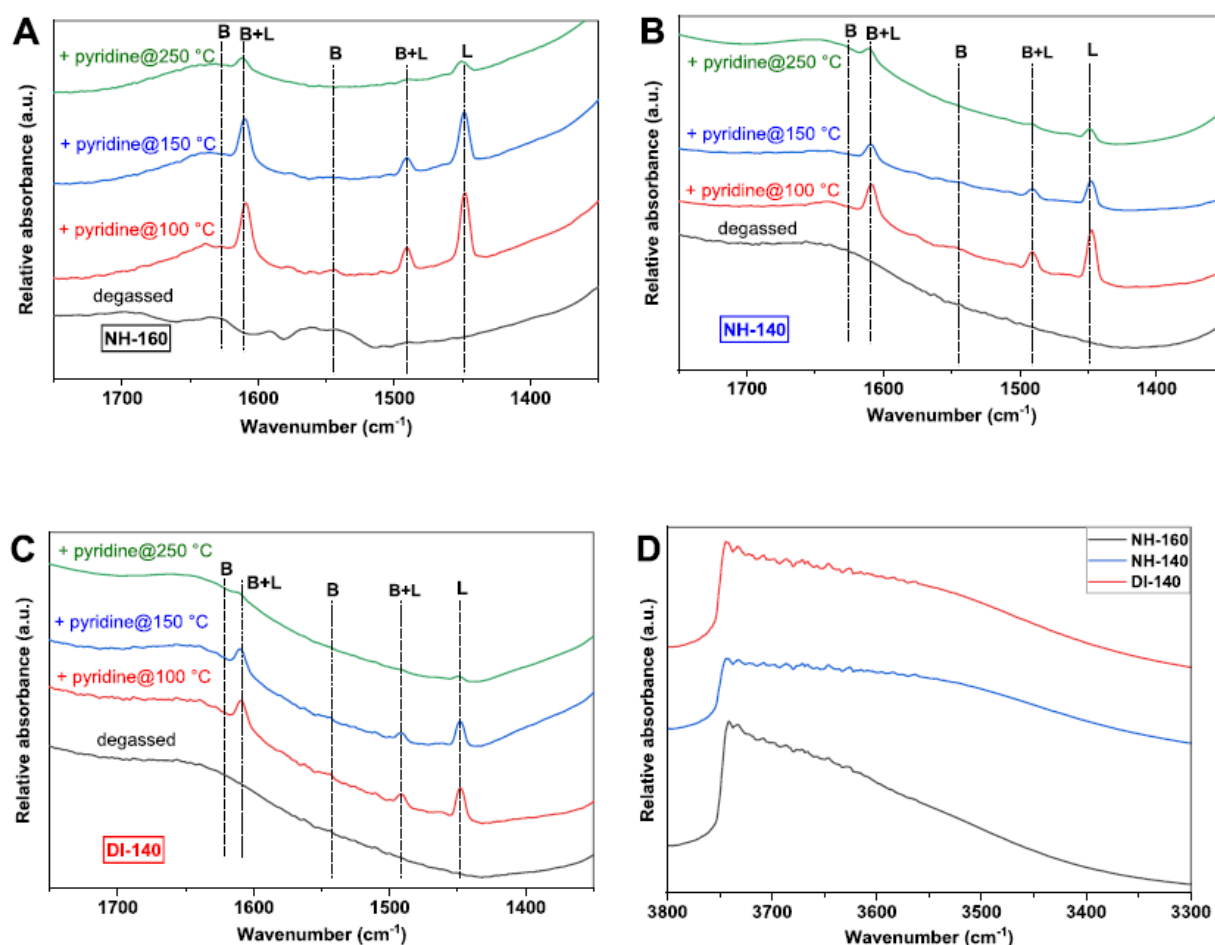 A
B B+L B B+L L
+ pyridine@250 °C
+ pyridine@150 °C
+ pyridine@100 °C
degassed
NH-160
Relative absorbance (a.u.)
1700 1600 1500 1400
Wavenumber (cm-1)
B
B B+L B B+L L
+ pyridine@250 °C
+ pyridine@150 °C
+ pyridine@100 °C
degassed
NH-140
Relative absorbance (a.u.)
1700 1600 1500 1400
Wavenumber (cm-1)
C
+ pyridine@250 °C
B B+L B B+L L
+ pyridine@150 °C
+ pyridine@100 °C
degassed
DI-140
Relative absorbance (a.u.)
1700 1600 1500 1400
Wavenumber (cm-1)
D
NH-160
NH-140
DI-140
Relative absorbance (a.u.)
3800 3700 3600 3500 3400 3300
Wavenumber (cm-1)